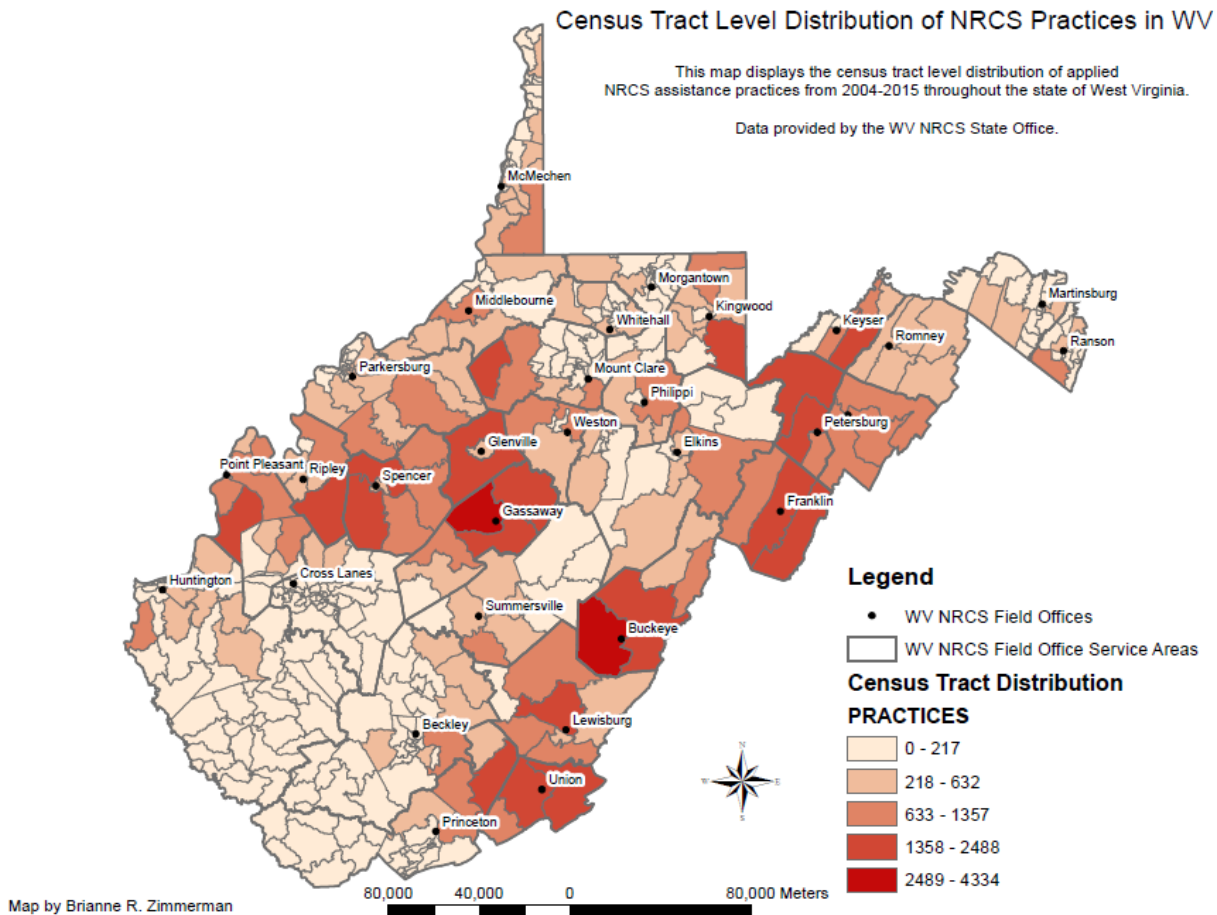 Census Tract Level Distribution of NRCS Practices in WV
This map displays the census tract level distribution of applied
NRCS assistance practices from 2004-2015 throughout the state of West Virginia.
Data provided by the WV NRCS State Office.
McMechen
Morgantown
Middlebourne
Kingwood
Whitehall
Martinsburg
Keyser
Romney
Ranson
Parkersburg
Mount Clare
Philippi
Weston
Petersburg
Glenville
Elkins
Point Pleasant
Ripley
Spencer
Franklin
Gassaway
Huntington
Cross Lanes
Summersville
Buckeye
Beckley
Lewisburg
Union
Princeton
Legend
WV NRCS Field Offices
WV NRCS Field Office Service Areas
Census Tract Distribution
PRACTICES
0 - 217
218 - 632
633 - 1357
1358 - 2488
2489 - 4334
N
W
E
S
80,000 40,000 0 80,000 Meters
Map by Brianne R. Zimmerman